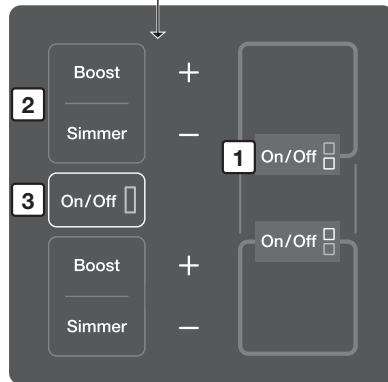 Boost +
2
Simmer −
1 On/Off
3 On/Off
On/Off
Boost +
Simmer −